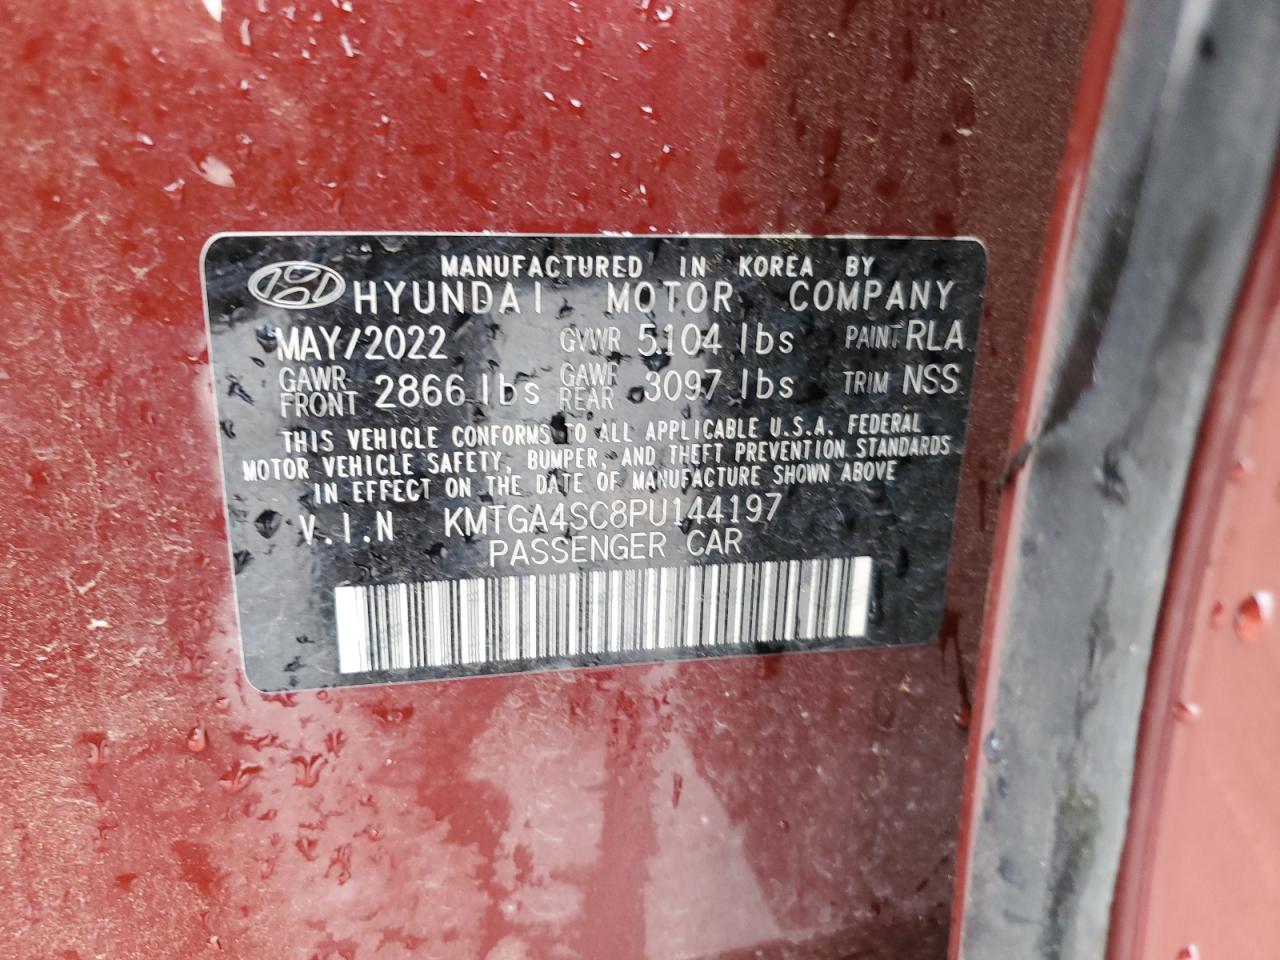 MANUFACTURED IN KOREA BY
HYUNDAI MOTOR COMPANY
MAY/2022 GVWR 5104 lbs PAINT RLA
GAWR FRONT 2866 lbs GAWR REAR 3097 lbs TRIM NSS
THIS VEHICLE CONFORMS TO ALL APPLICABLE U.S.A. FEDERAL
MOTOR VEHICLE SAFETY, BUMPER, AND THEFT PREVENTION STANDARDS
IN EFFECT ON THE DATE OF MANUFACTURE SHOWN ABOVE
V.I.N KMTGA4SC8PU144197
PASSENGER CAR